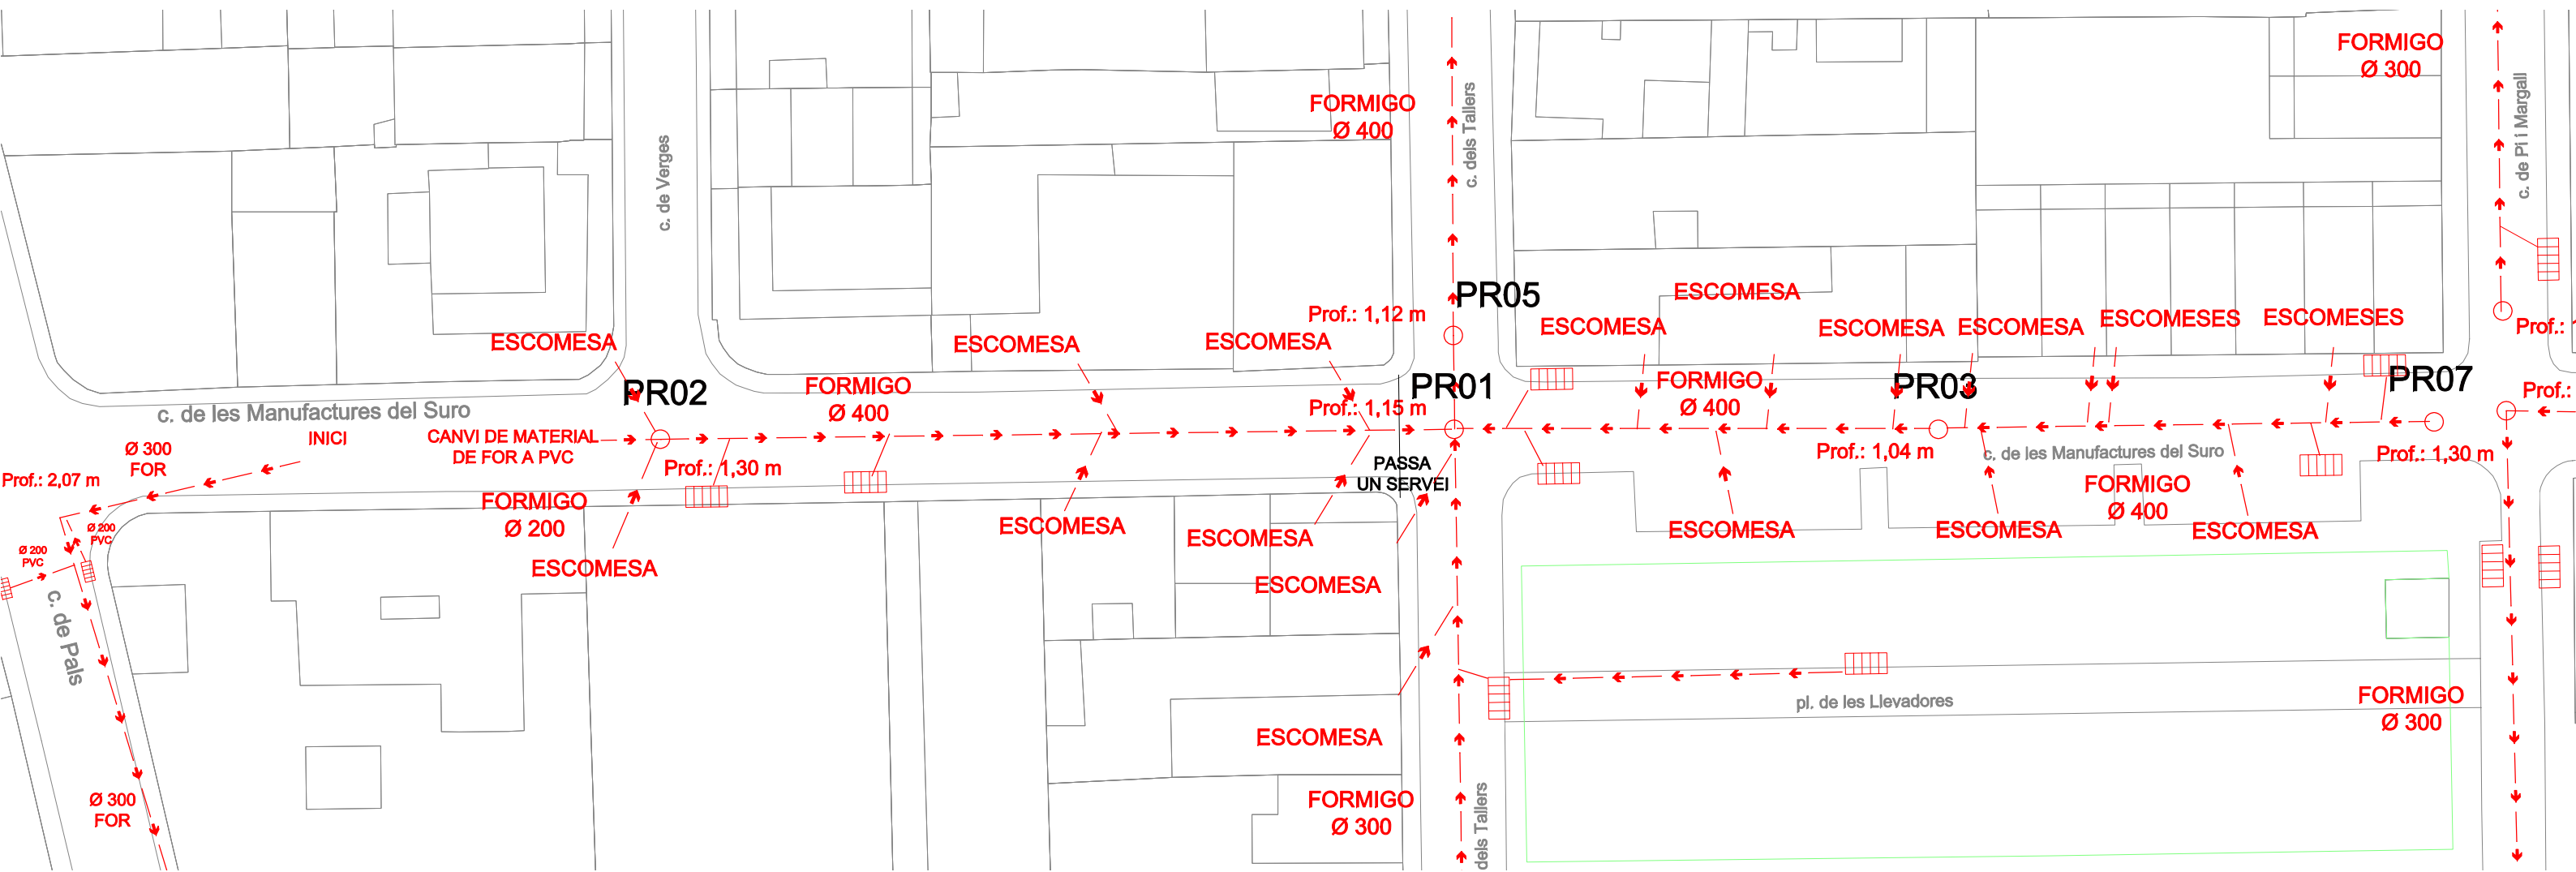 FORMIGO
Ø 300
c. de Pi i Margall
FORMIGO
Ø 400
c. dels Tallers
c. de Verges
PR05
Prof.: 1,12 m
ESCOMESA
ESCOMESA
ESCOMESA
ESCOMESA
ESCOMESES
ESCOMESES
Prof.: 1
ESCOMESA
ESCOMESA
ESCOMESA
PR02
FORMIGO
Ø 400
PR01
Prof.: 1,15 m
FORMIGO
Ø 400
PR03
PR07
Prof.:
c. de les Manufactures del Suro
INICI
CANVI DE MATERIAL
DE FOR A PVC
Ø 300
FOR
Prof.: 2,07 m
Prof.: 1,30 m
PASSA
UN SERVEI
Prof.: 1,04 m
c. de les Manufactures del Suro
Prof.: 1,30 m
FORMIGO
Ø 200
FORMIGO
Ø 400
Ø 200
PVC
Ø 200
PVC
ESCOMESA
ESCOMESA
ESCOMESA
ESCOMESA
ESCOMESA
ESCOMESA
ESCOMESA
c. de Pals
pl. de les Llevadores
FORMIGO
Ø 300
ESCOMESA
Ø 300
FOR
FORMIGO
Ø 300
dels Tallers